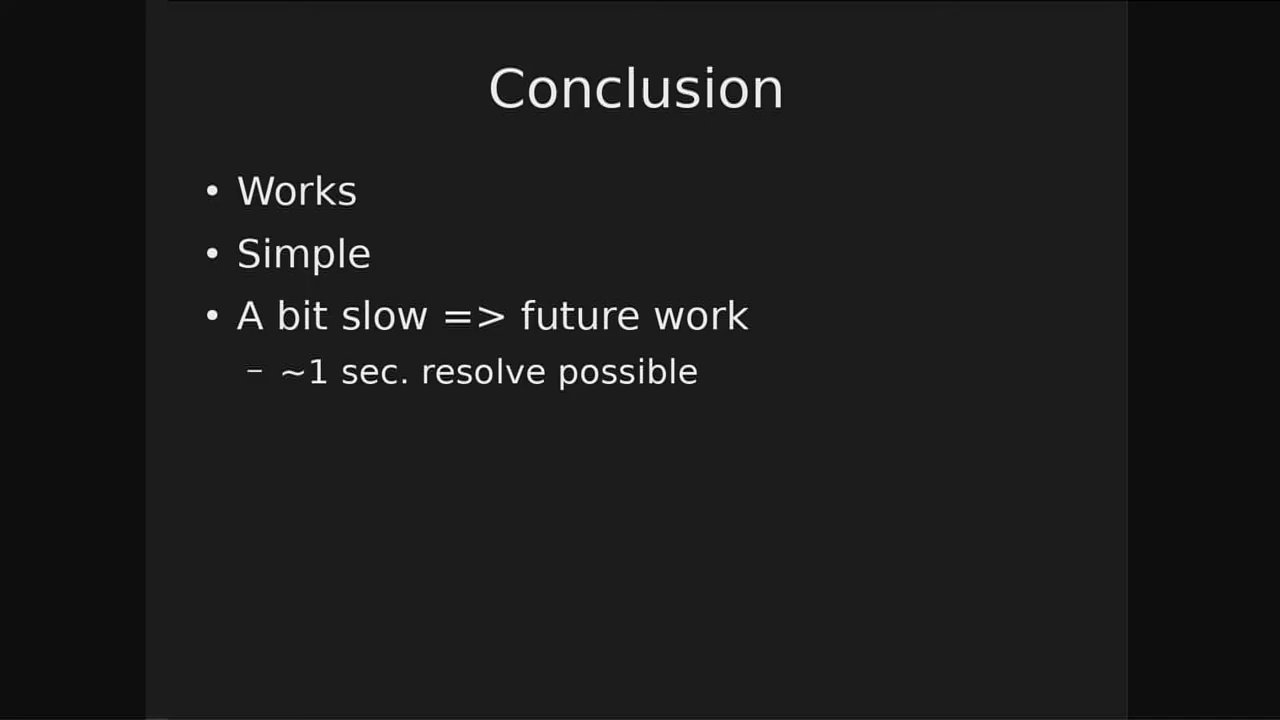 Conclusion
• Works
• Simple
• A bit slow => future work
– ~1 sec. resolve possible